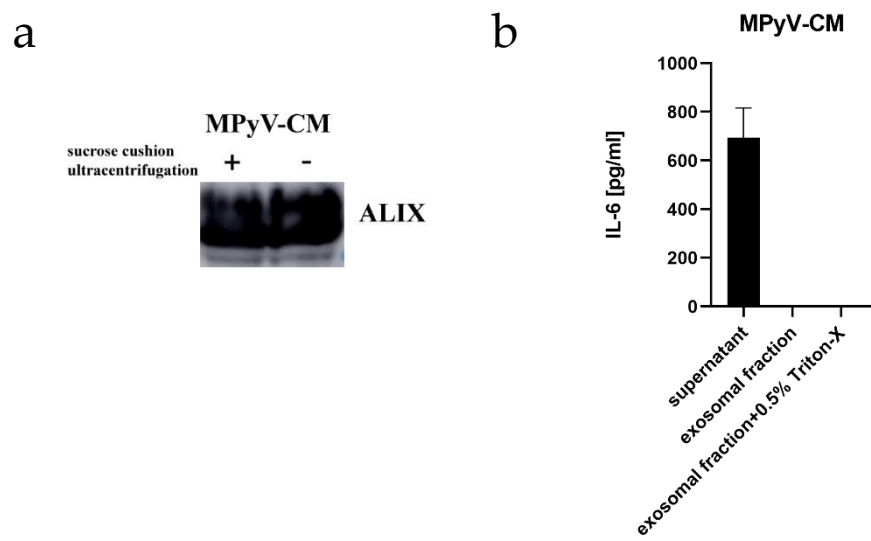 a
MPyV-CM
sucrose cushion
ultracentrifugation
+ -
ALIX
b
MPyV-CM
IL-6 [pg/ml]
1000
800
600
400
200
0
supernatant
exosomal fraction
exosomal fraction+0.5% Triton-X